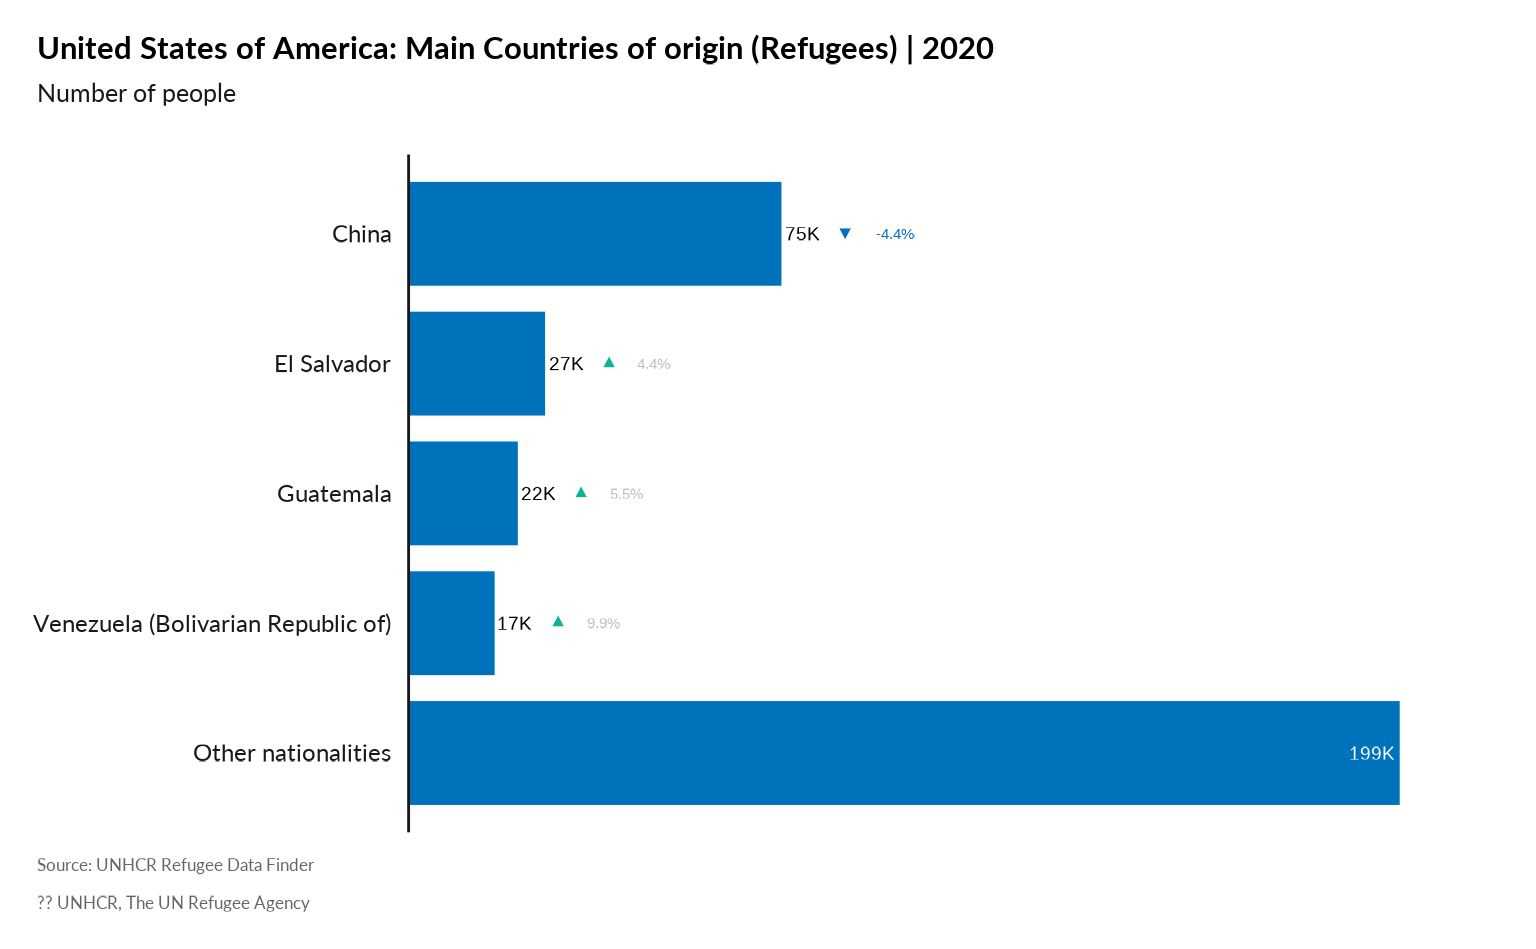 United States of America: Main Countries of origin (Refugees) | 2020
Number of people
China 75K ▼ -4.4%
El Salvador 27K ▲ 4.4%
Guatemala 22K ▲ 5.5%
Venezuela (Bolivarian Republic of) 17K ▲ 9.9%
Other nationalities 199K
Source: UNHCR Refugee Data Finder
?? UNHCR, The UN Refugee Agency